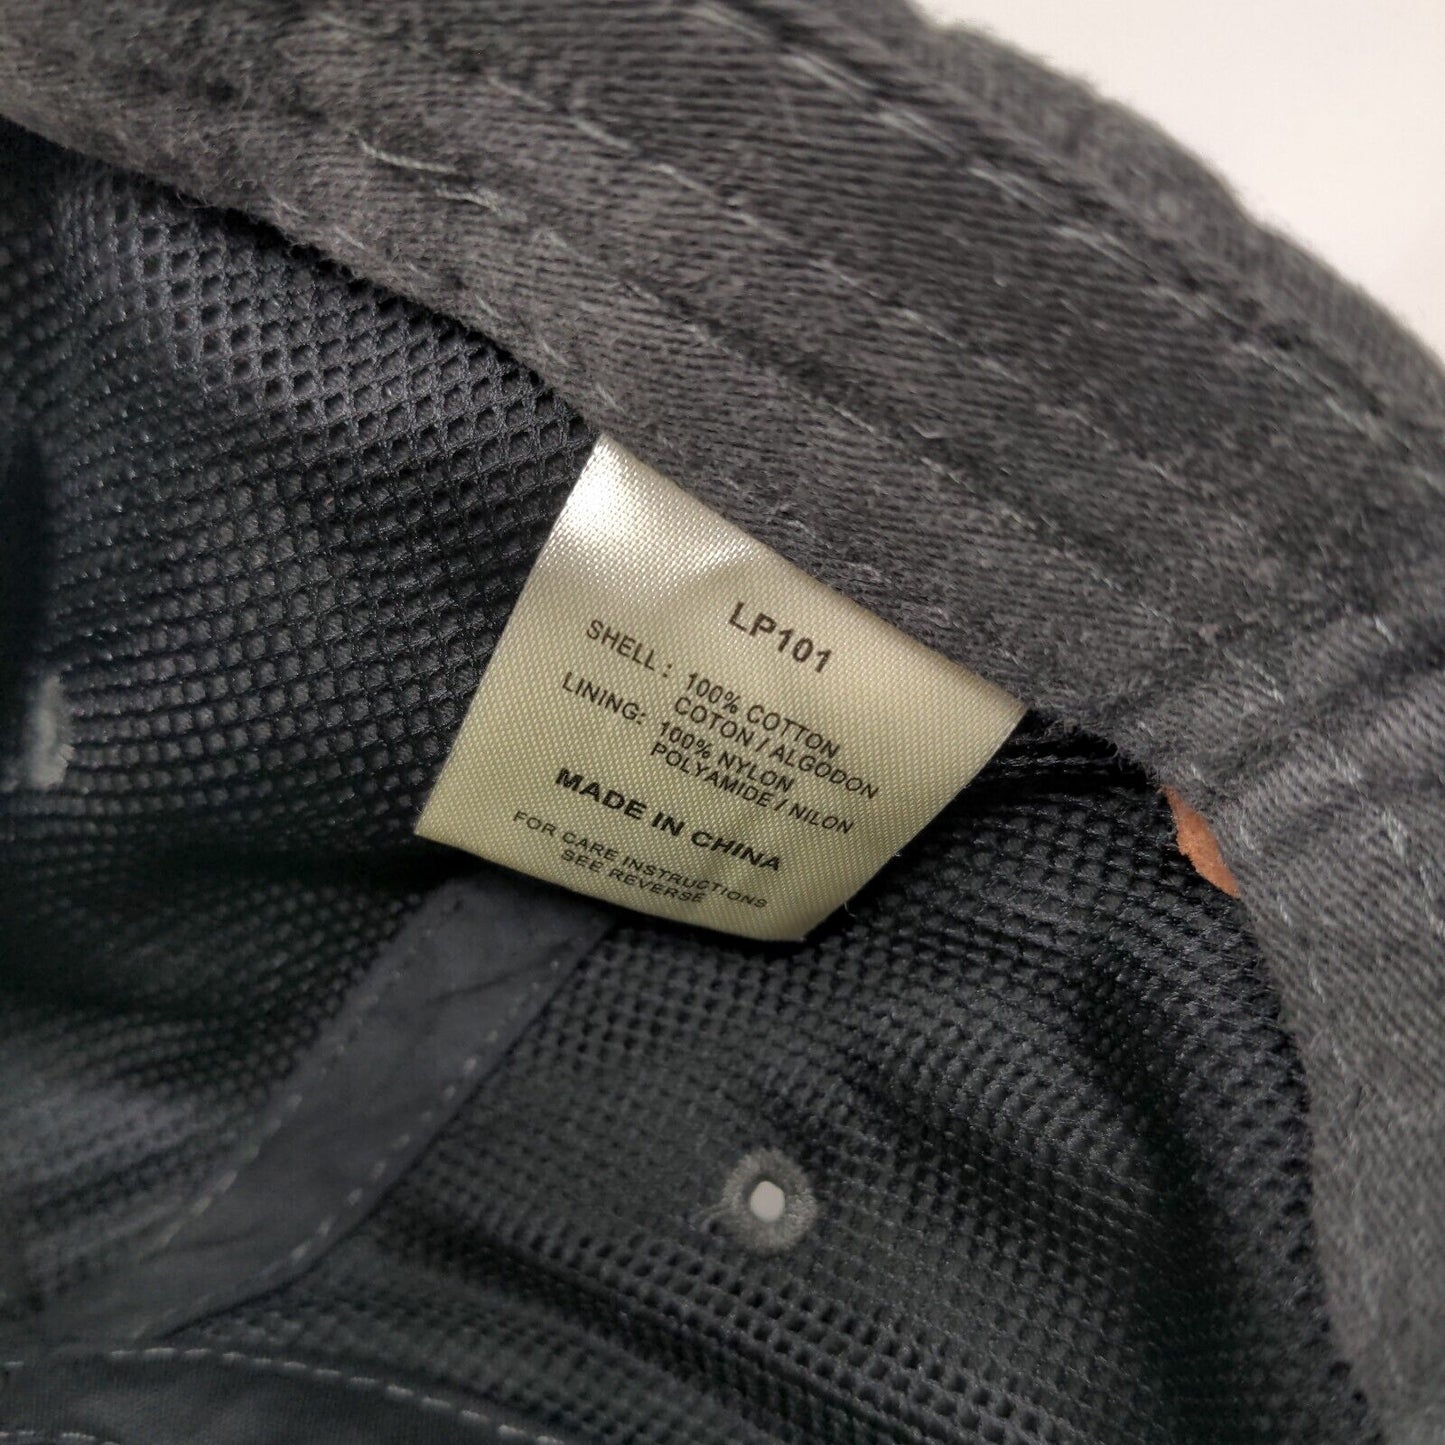 LP101
SHELL : 100% COTTON
COTON / ALGODON
LINING: 100% NYLON
POLYAMIDE / NILON
MADE IN CHINA
FOR CARE INSTRUCTIONS
SEE REVERSE